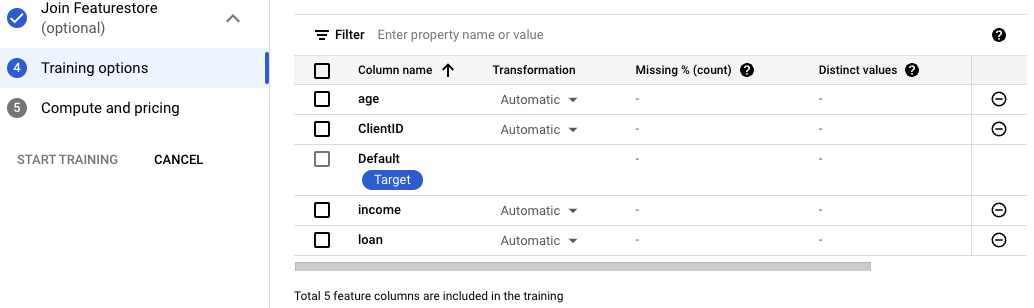 Join Featurestore
(optional)
4 Training options
5 Compute and pricing
START TRAINING CANCEL
Filter Enter property name or value
Column name Transformation Missing % (count) Distinct values
age Automatic - -
ClientID Automatic - -
Default - -
Target
income Automatic - -
loan Automatic - -
Total 5 feature columns are included in the training